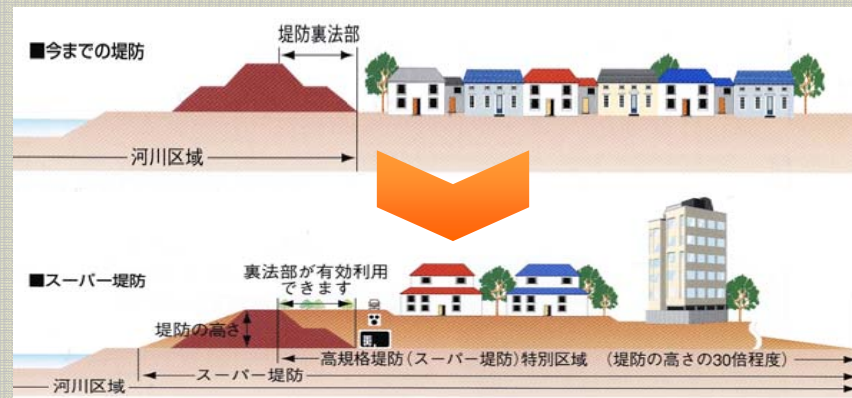 ■今までの堤防
堤防裏法部
河川区域
■スーパー堤防
裏法部が有効利用
できます
堤防の高さ
高規格堤防(スーパー堤防)特別区域 (堤防の高さの30倍程度)
スーパー堤防
河川区域